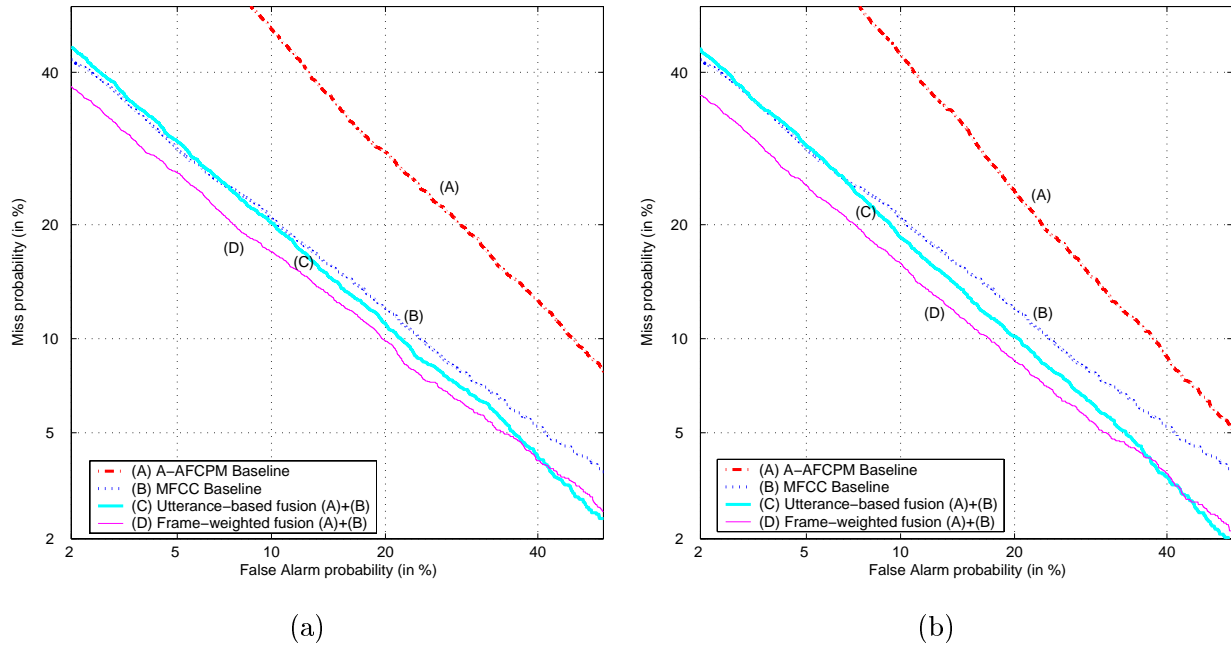 40
20
10
5
2
Miss probability (in %)
(A)
(D)
(C)
(B)
(A) A−AFCPM Baseline
(B) MFCC Baseline
(C) Utterance−based fusion (A)+(B)
(D) Frame−weighted fusion (A)+(B)
2 5 10 20 40
False Alarm probability (in %)
(a)
40
20
10
5
2
Miss probability (in %)
(A)
(C)
(B)
(D)
(A) A−AFCPM Baseline
(B) MFCC Baseline
(C) Utterance−based fusion (A)+(B)
(D) Frame−weighted fusion (A)+(B)
2 5 10 20 40
False Alarm probability (in %)
(b)